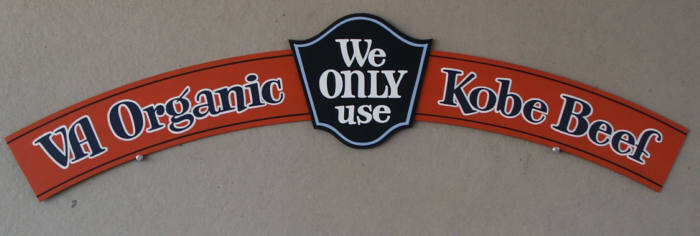 VA Organic
We
ONLY
use
Kobe Beef